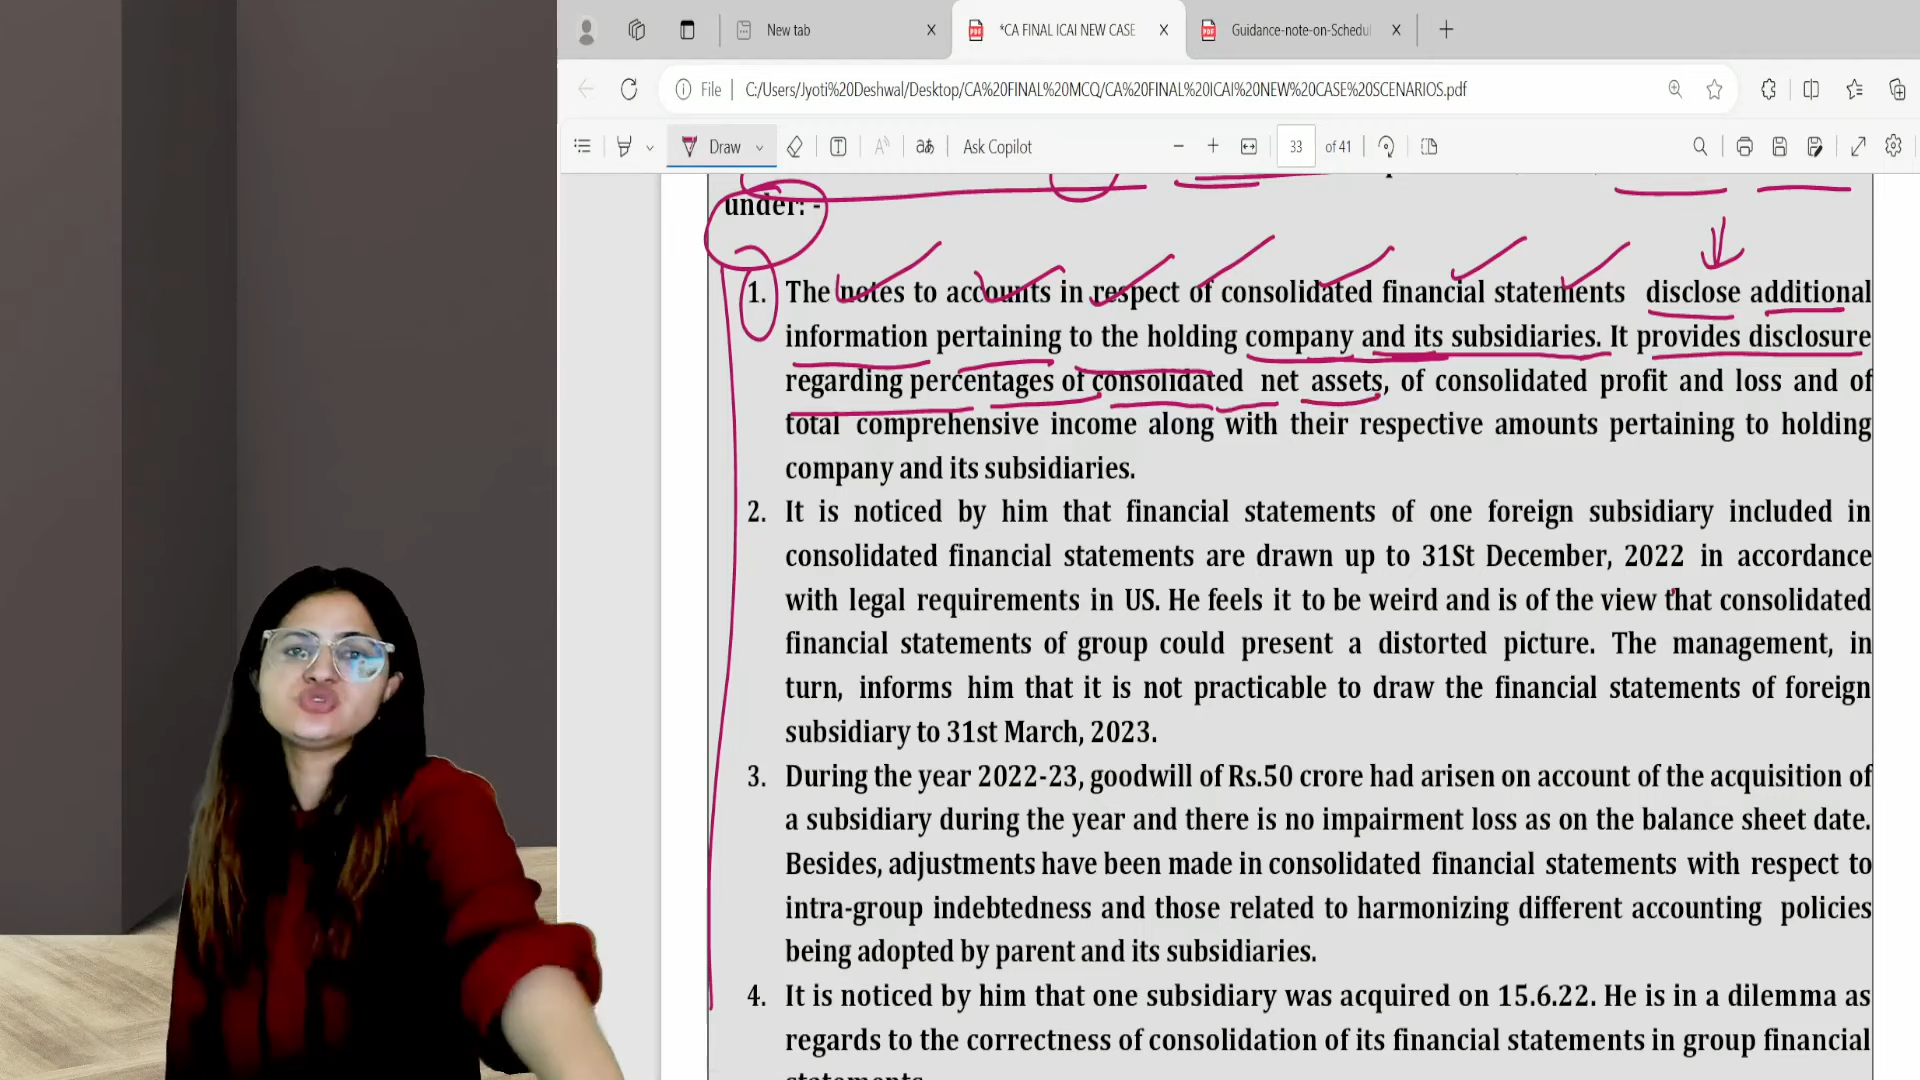 New tab
*CA FINAL ICAI NEW CASE
Guidance-note-on-Schedul
File
C:/Users/Jyoti%20Deshwal/Desktop/CA%20FINAL%20MCQ/CA%20FINAL%20ICAI%20NEW%20CASE%20SCENARIOS.pdf
Draw
Ask Copilot
33 of 41
under: -
1. The notes to accounts in respect of consolidated financial statements disclose additional
information pertaining to the holding company and its subsidiaries. It provides disclosure
regarding percentages of consolidated net assets, of consolidated profit and loss and of
total comprehensive income along with their respective amounts pertaining to holding
company and its subsidiaries.
2. It is noticed by him that financial statements of one foreign subsidiary included in
consolidated financial statements are drawn up to 31St December, 2022 in accordance
with legal requirements in US. He feels it to be weird and is of the view that consolidated
financial statements of group could present a distorted picture. The management, in
turn, informs him that it is not practicable to draw the financial statements of foreign
subsidiary to 31st March, 2023.
3. During the year 2022-23, goodwill of Rs.50 crore had arisen on account of the acquisition of
a subsidiary during the year and there is no impairment loss as on the balance sheet date.
Besides, adjustments have been made in consolidated financial statements with respect to
intra-group indebtedness and those related to harmonizing different accounting policies
being adopted by parent and its subsidiaries.
4. It is noticed by him that one subsidiary was acquired on 15.6.22. He is in a dilemma as
regards to the correctness of consolidation of its financial statements in group financial